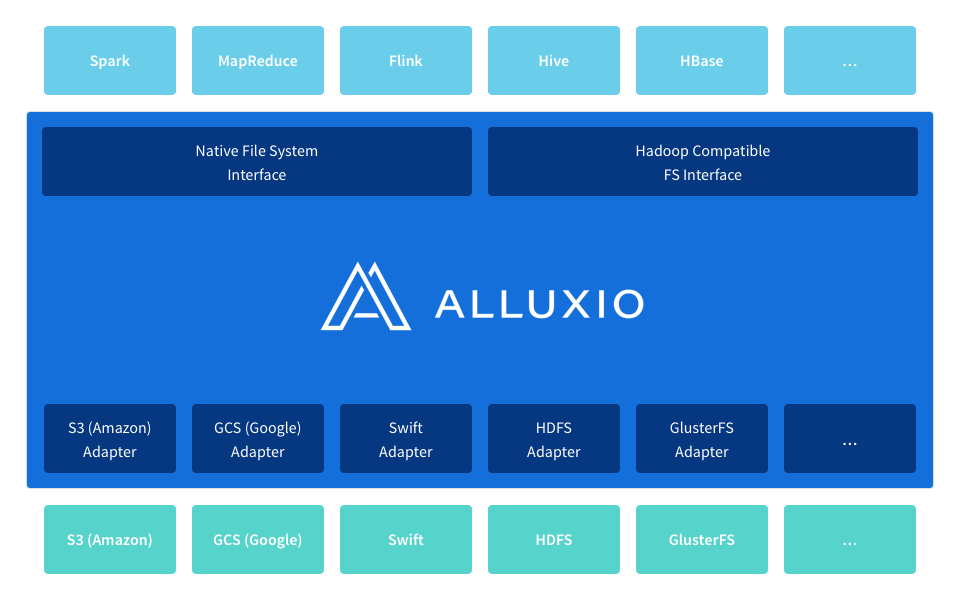 Spark
MapReduce
Flink
Hive
HBase
...
Native File System
Interface
Hadoop Compatible
FS Interface
ALLUXIO
S3 (Amazon)
Adapter
GCS (Google)
Adapter
Swift
Adapter
HDFS
Adapter
GlusterFS
Adapter
...
S3 (Amazon)
GCS (Google)
Swift
HDFS
GlusterFS
...